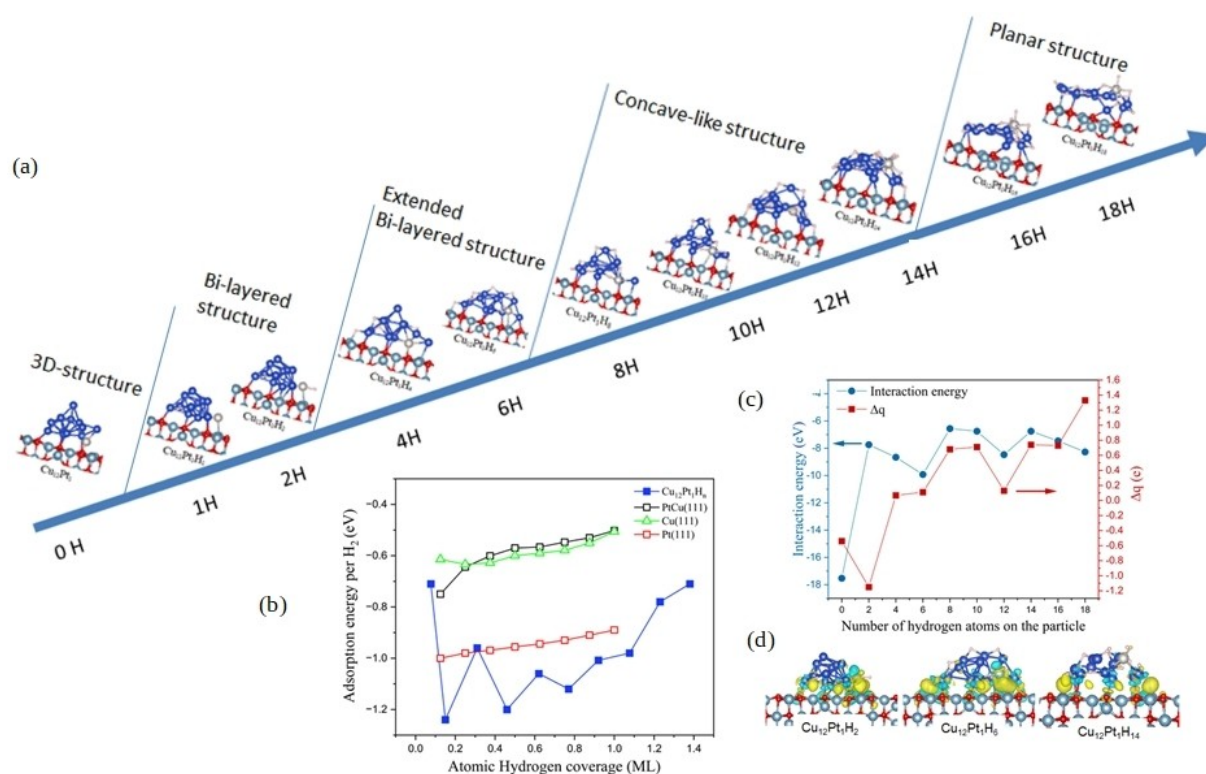 (a)
3D-structure
Bi-layered
structure
Extended
Bi-layered structure
Concave-like structure
Planar structure
Cu12Pt1
0 H
1H
2H
4H
6H
8H
10H
12H
14H
16H
18H
Cu12Pt1H2
Cu12Pt1H8
Cu12Pt1H12
Cu12Pt1H14
(b)
Adsorption energy per H2 (eV)
-0.4
-0.6
-0.8
-1.0
-1.2
Cu12Pt1Hn
PtCu(111)
Cu(111)
Pt(111)
0.0 0.2 0.4 0.6 0.8 1.0 1.2 1.4
Atomic Hydrogen coverage (ML)
(c)
Interaction energy (eV)
-4
-6
-8
-10
-12
-14
-16
-18
Interaction energy
Δq
1.6
1.4
1.2
1.0
0.8
0.6
0.4
0.2
0.0
-0.2
-0.4
-0.6
-0.8
-1.0
-1.2
Δq (e)
0 2 4 6 8 10 12 14 16 18
Number of hydrogen atoms on the particle
(d)
Cu12Pt1H2
Cu12Pt1H6
Cu12Pt1H14